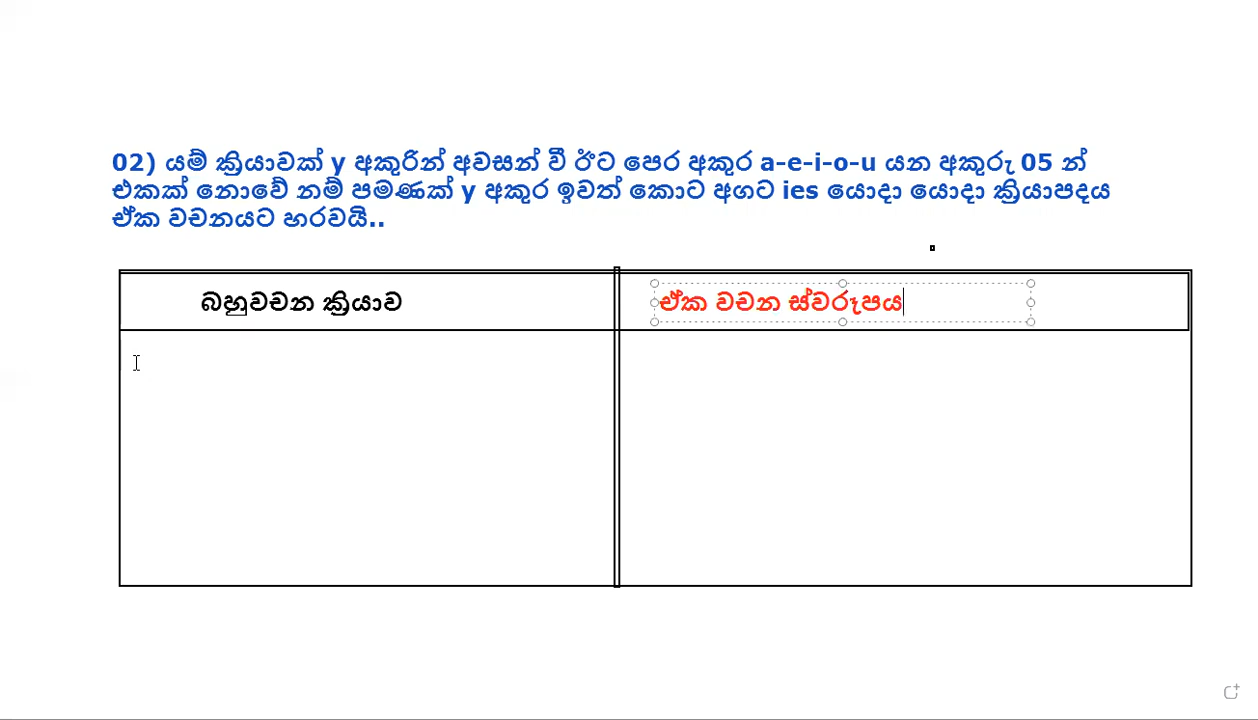 02) යම් ක්‍රියාවක් y අකුරින් අවසන් වී ඊට පෙර අකුර a-e-i-o-u යන අකුරු 05 න්
එකක් නොවේ නම් පමණක් y අකුර ඉවත් කොට අගට ies යොදා යොදා ක්‍රියාපදය
ඒක වචනයට හරවයි..
බහුවචන ක්‍රියාව
ඒක වචන ස්වරූපය